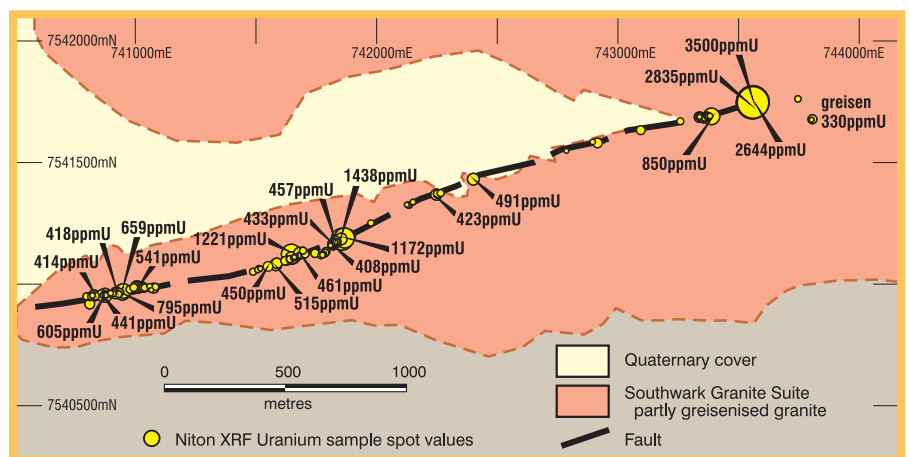 3500ppmU
7542000mN
741000mE
742000mE
743000mE
744000mE
2835ppmU
greisen
330ppmU
850ppmU
2644ppmU
7541500mN
457ppmU
1438ppmU
491ppmU
433ppmU
423ppmU
418ppmU
659ppmU
1221ppmU
1172ppmU
414ppmU
541ppmU
408ppmU
461ppmU
450ppmU
515ppmU
795ppmU
441ppmU
605ppmU
0
500
1000
metres
Quaternary cover
Southwark Granite Suite
partly greisenised granite
7540500mN
Niton XRF Uranium sample spot values
Fault